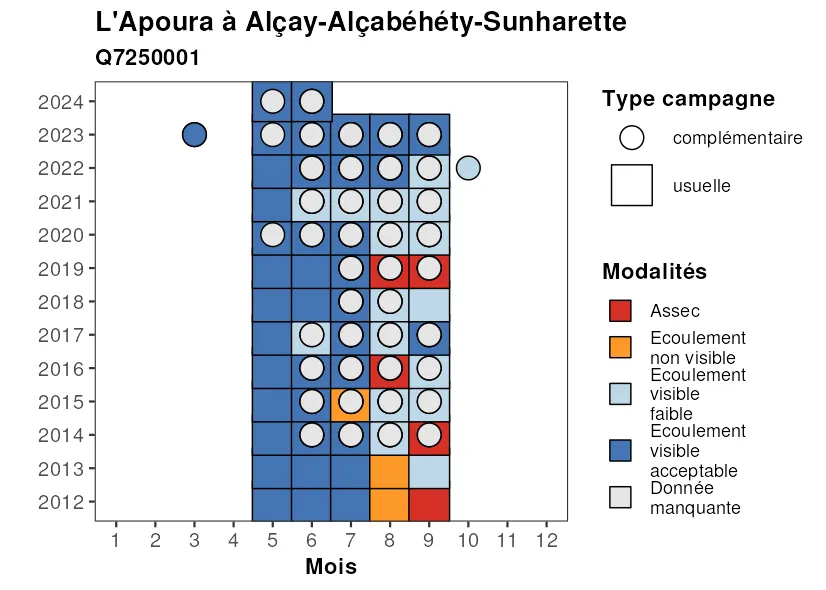 L'Apoura à Alçay-Alçabéhéty-Sunharette
Q7250001
2024
2023
2022
2021
2020
2019
2018
2017
2016
2015
2014
2013
2012
1 2 3 4 5 6 7 8 9 10 11 12
Mois
Type campagne
complémentaire
usuelle
Modalités
Assec
Ecoulement
non visible
Ecoulement
visible
faible
Ecoulement
visible
acceptable
Donnée
manquante